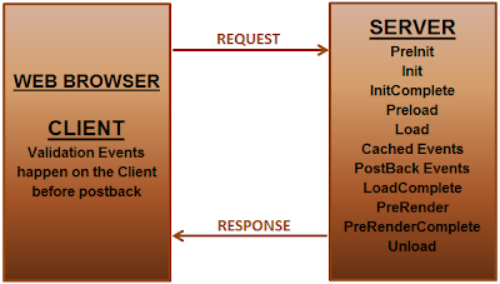 WEB BROWSER
CLIENT
Validation Events
happen on the Client
before postback
REQUEST
RESPONSE
SERVER
PreInit
Init
InitComplete
Preload
Load
Cached Events
PostBack Events
LoadComplete
PreRender
PreRenderComplete
Unload